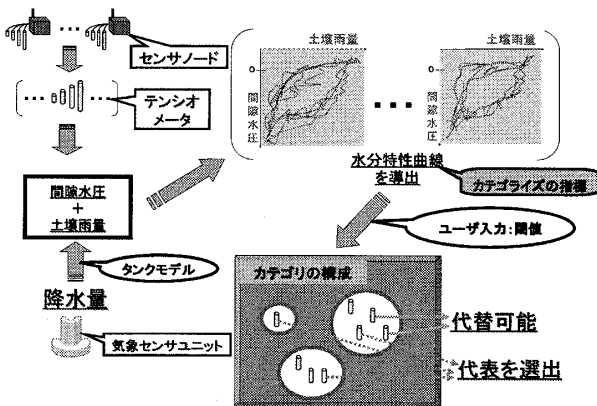 センサノード
テンシオ
メータ
間隙水圧
+
土壌雨量
タンクモデル
降水量
気象センサユニット
土壌雨量
0
間隙水圧
土壌雨量
0
間隙水圧
水分特性曲線
を導出
カテゴライズの指標
ユーザ入力:閾値
カテゴリの構成
代替可能
代表を選出